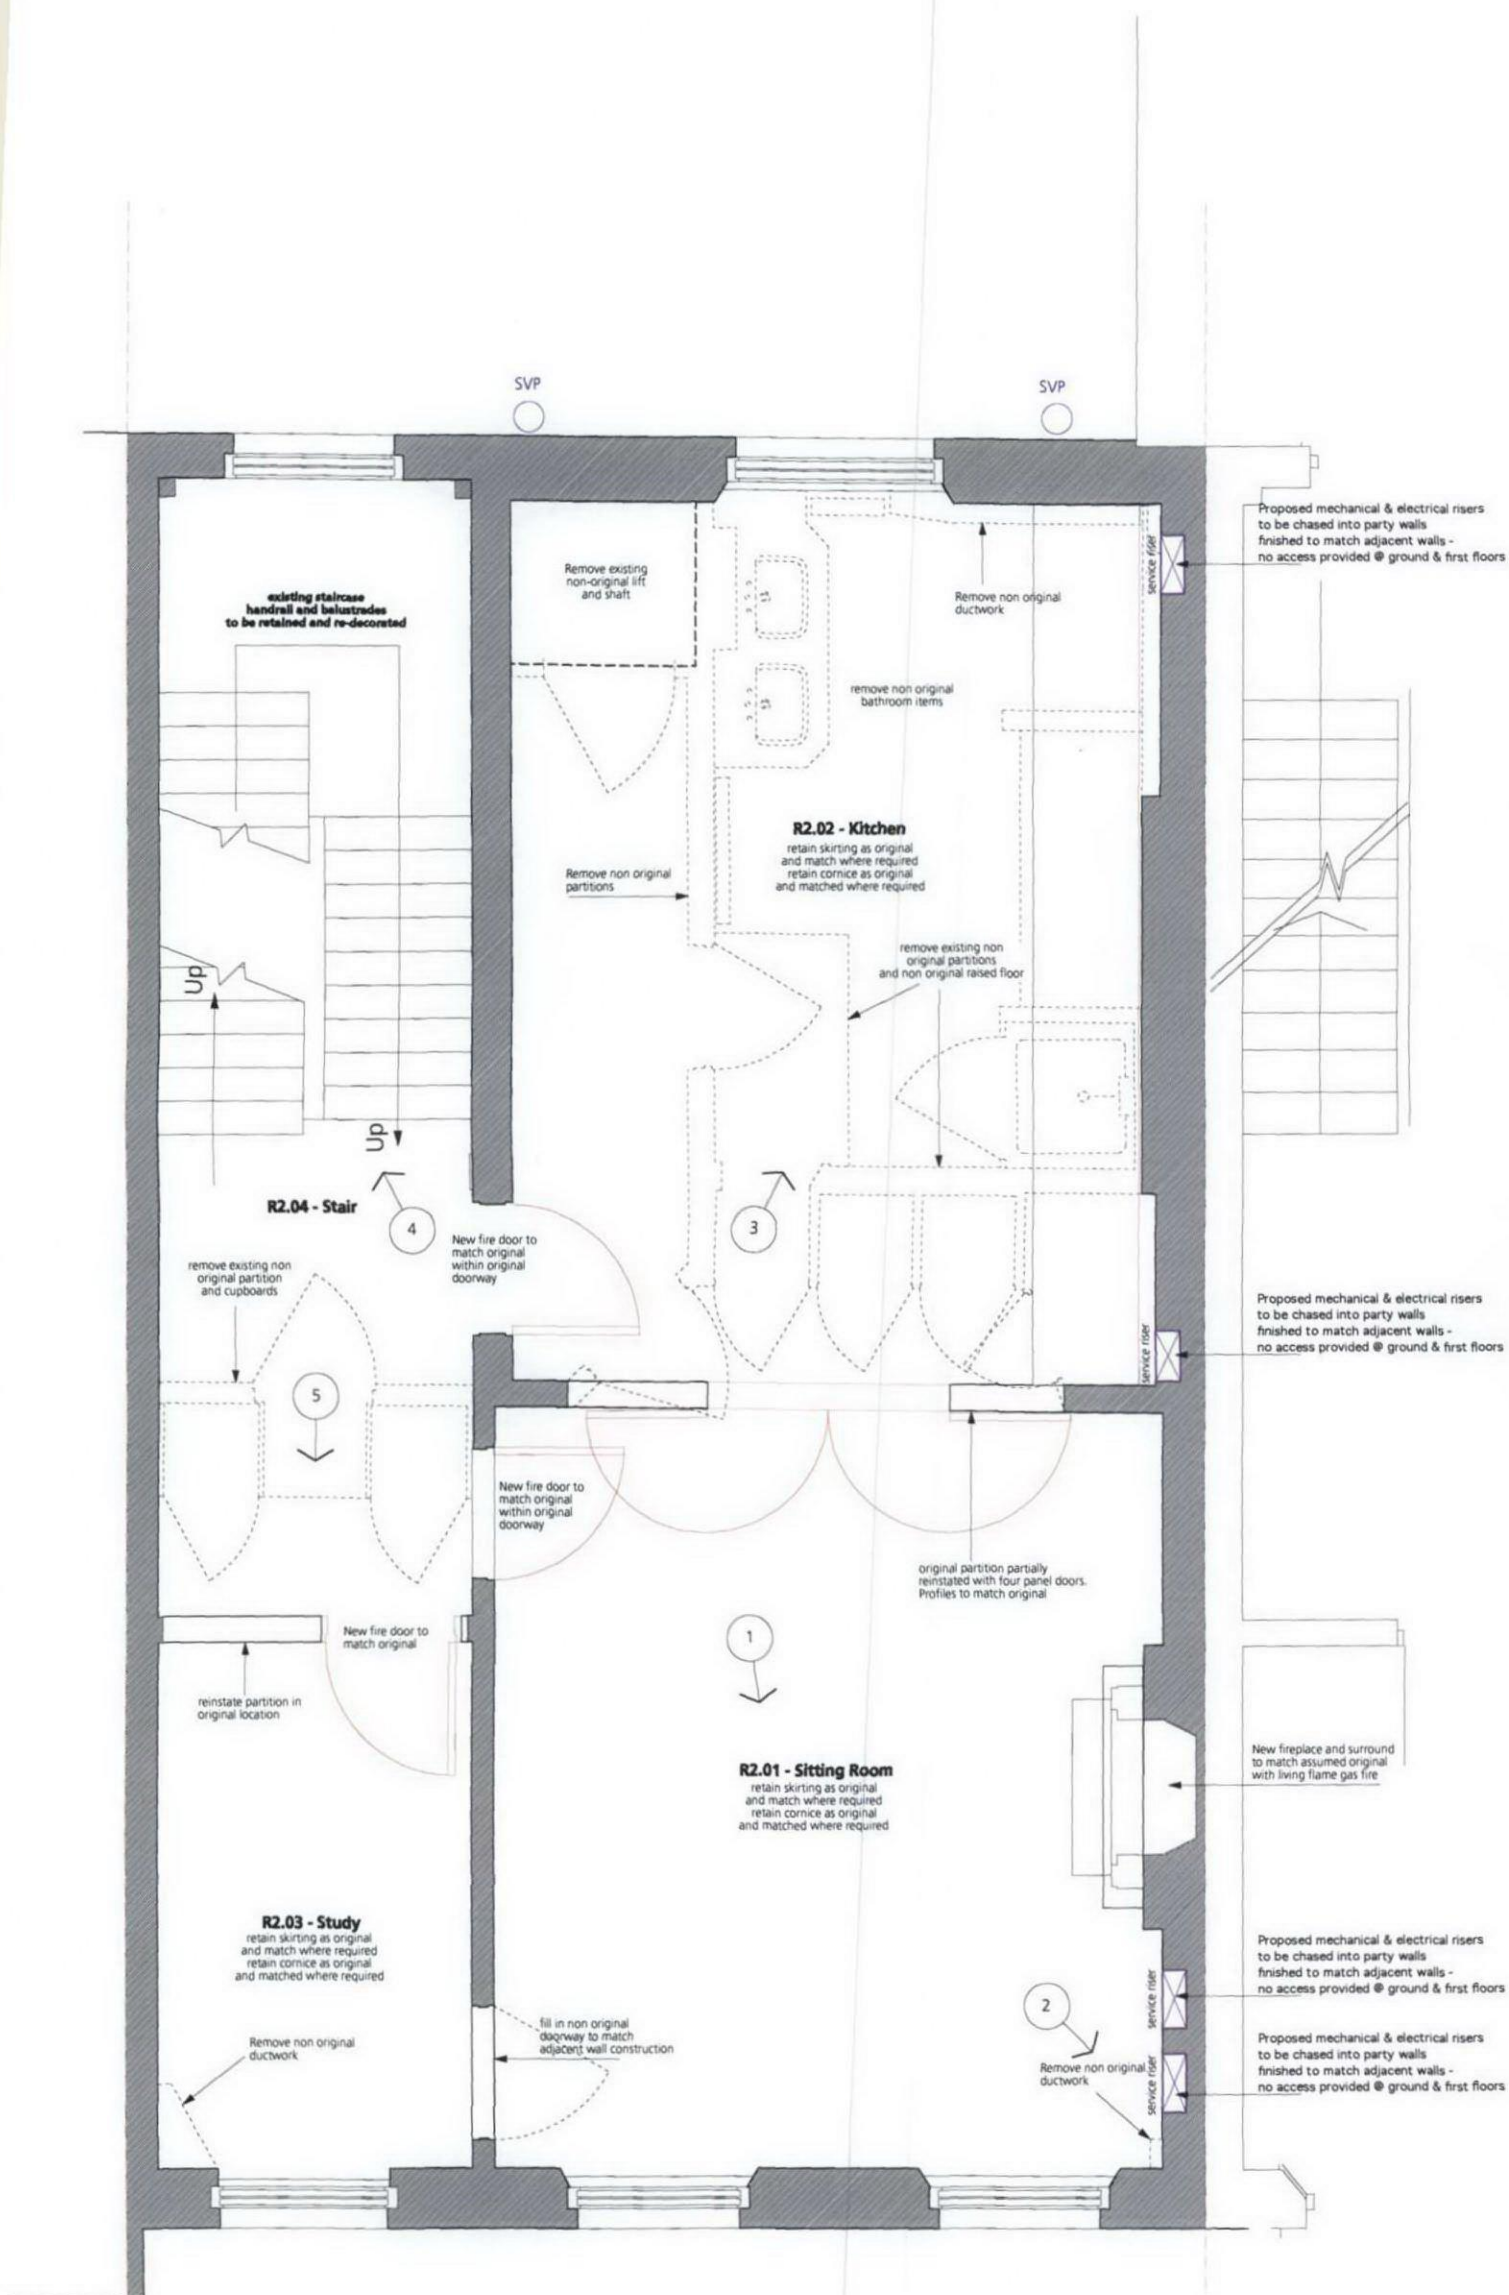 SVP
SVP
Proposed mechanical & electrical risers
to be chased into party walls
finished to match adjacent walls -
no access provided @ ground & first floors
service riser
Remove existing
non-original lift
and shaft
existing staircase
handrail and balustrades
to be retained and re-decorated
Remove non original
ductwork
remove non original
bathroom items
R2.02 - Kitchen
retain skirting as original
and match where required
retain cornice as original
and matched where required
Remove non original
partitions
remove existing non
original partitions
and non original raised floor
Up
Up
R2.04 - Stair
4
3
New fire door to
match original
within original
doorway
remove existing non
original partition
and cupboards
Proposed mechanical & electrical risers
to be chased into party walls
finished to match adjacent walls -
no access provided @ ground & first floors
service riser
5
New fire door to
match original
within original
doorway
original partition partially
reinstated with four panel doors.
Profiles to match original
New fire door to
match original
1
reinstate partition in
original location
New fireplace and surround
to match assumed original
with living flame gas fire
R2.01 - Sitting Room
retain skirting as original
and match where required
retain cornice as original
and matched where required
R2.03 - Study
retain skirting as original
and match where required
retain cornice as original
and matched where required
Proposed mechanical & electrical risers
to be chased into party walls
finished to match adjacent walls -
no access provided @ ground & first floors
service riser
2
fill in non original
doorway to match
adjacent wall construction
Remove non original
ductwork
Remove non original
ductwork
Proposed mechanical & electrical risers
to be chased into party walls
finished to match adjacent walls -
no access provided @ ground & first floors
service riser